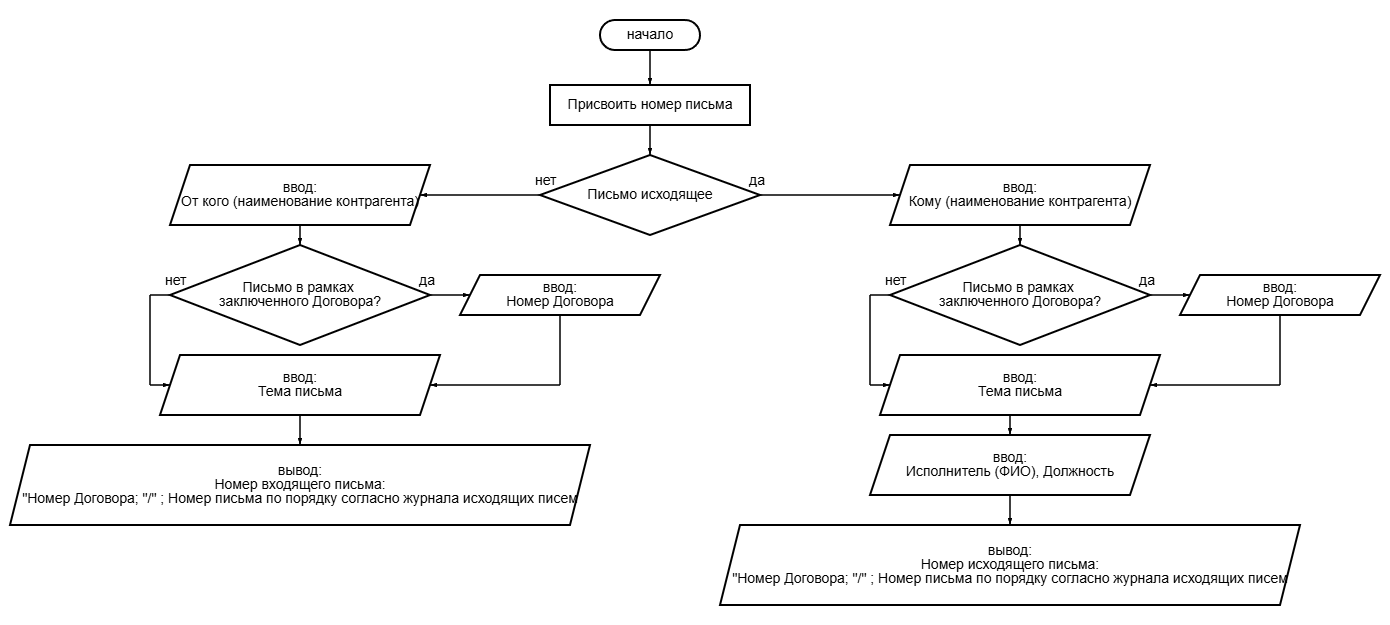 начало
Присвоить номер письма
Письмо исходящее
нет
да
ввод:
От кого (наименование контрагента)
ввод:
Кому (наименование контрагента)
Письмо в рамках
заключенного Договора?
нет
да
ввод:
Номер Договора
Письмо в рамках
заключенного Договора?
нет
да
ввод:
Номер Договора
ввод:
Тема письма
ввод:
Тема письма
вывод:
Номер входящего письма:
"Номер Договора; "/" ; Номер письма по порядку согласно журнала исходящих писем
ввод:
Исполнитель (ФИО), Должность
вывод:
Номер исходящего письма:
"Номер Договора; "/" ; Номер письма по порядку согласно журнала исходящих писем